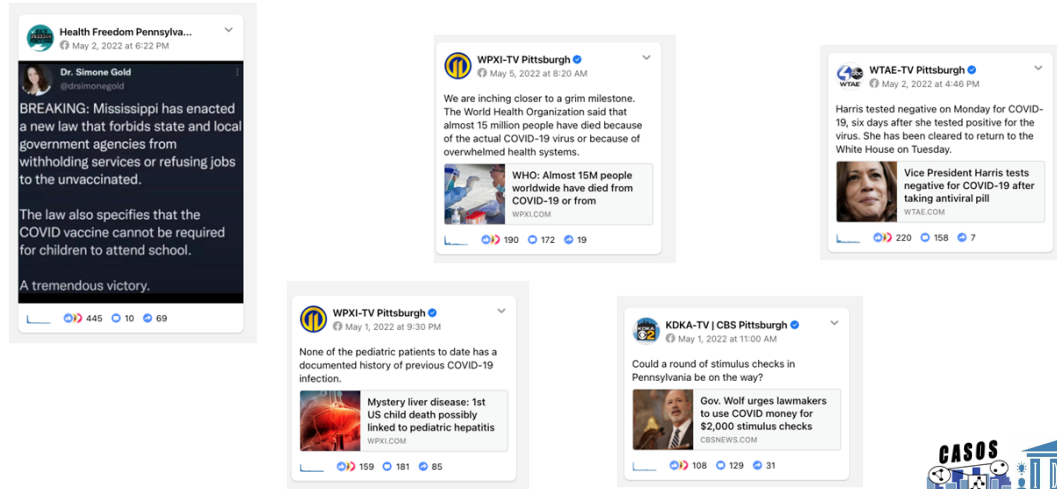 Health Freedom Pennsylva...
May 2, 2022 at 6:22 PM
Dr. Simone Gold
@drsimonegold
BREAKING: Mississippi has enacted
a new law that forbids state and local
government agencies from
withholding services or refusing jobs
to the unvaccinated.
The law also specifies that the
COVID vaccine cannot be required
for children to attend school.
A tremendous victory.
445 10 69
WPXI-TV Pittsburgh
May 5, 2022 at 8:20 AM
We are inching closer to a grim milestone.
The World Health Organization said that
almost 15 million people have died because
of the actual COVID-19 virus or because of
overwhelmed health systems.
WHO: Almost 15M people
worldwide have died from
COVID-19 or from
WPXI.COM
190 172 19
WTAE
WTAE-TV Pittsburgh
May 2, 2022 at 4:46 PM
Harris tested negative on Monday for COVID-
19, six days after she tested positive for the
virus. She has been cleared to return to the
White House on Tuesday.
Vice President Harris tests
negative for COVID-19 after
taking antiviral pill
WTAE.COM
220 158 7
WPXI-TV Pittsburgh
May 1, 2022 at 9:30 PM
None of the pediatric patients to date has a
documented history of previous COVID-19
infection.
Mystery liver disease: 1st
US child death possibly
linked to pediatric hepatitis
WPXI.COM
159 181 85
KDKA
KDKA-TV | CBS Pittsburgh
May 1, 2022 at 11:00 AM
Could a round of stimulus checks in
Pennsylvania be on the way?
Gov. Wolf urges lawmakers
to use COVID money for
$2,000 stimulus checks
CBSNEWS.COM
108 129 31
CASOS